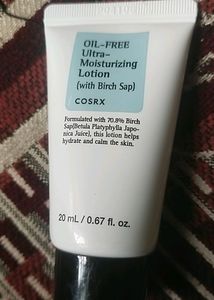 OIL-FREE
Ultra-
Moisturizing
Lotion
(with Birch Sap)
COSRX
Formulated with 70.8% Birch
Sap(Betula Platyphylla Japo-
nica Juice), this lotion helps
hydrate and calm the skin.
20 mL / 0.67 fl. oz.